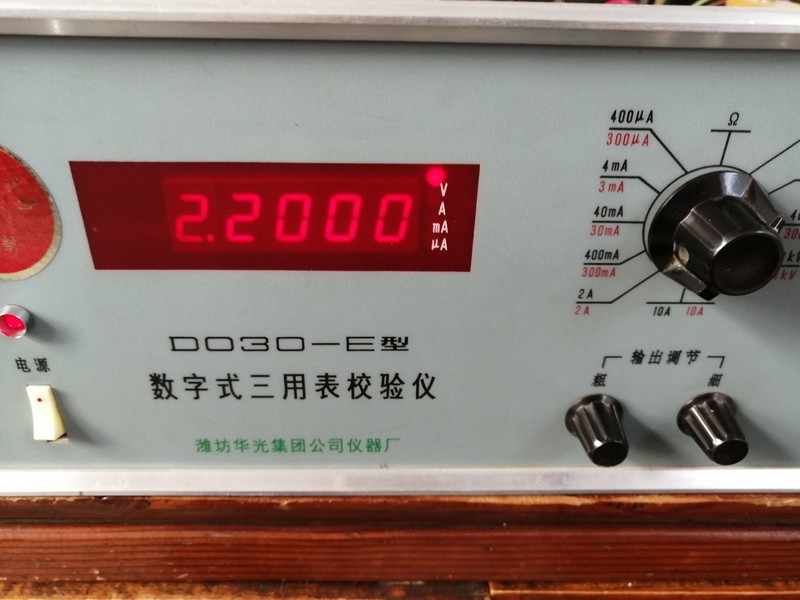 400μA
300μA
Ω
4mA
3mA
40mA
30mA
400mA
300mA
2A
2A
10A 10A
2.2000
V
A
mA
μA
DO30-E型
数字式三用表校验仪
潍坊华光集团公司仪器厂
电源
输出调节
粗 细